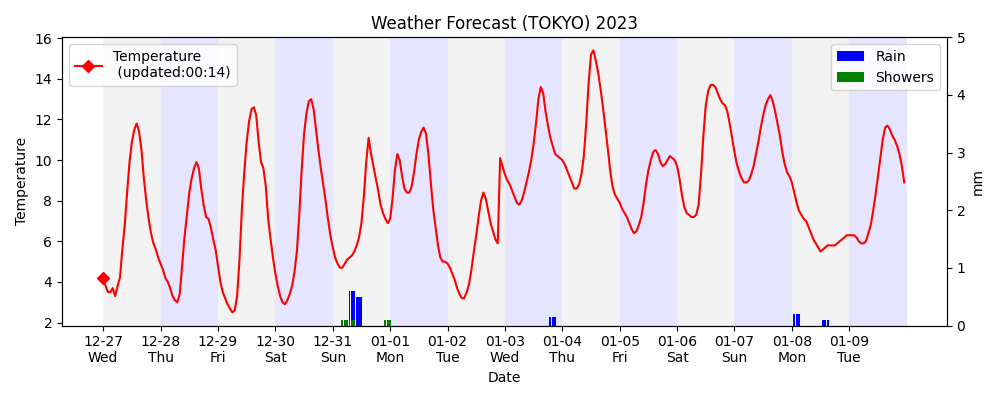 Weather Forecast (TOKYO) 2023
Temperature
(updated:00:14)
Rain
Showers
16
14
12
10
8
6
4
2
Temperature
5
4
3
2
1
0
mm
12-27 12-28 12-29 12-30 12-31 01-01 01-02 01-03 01-04 01-05 01-06 01-07 01-08 01-09
Wed Thu Fri Sat Sun Mon Tue Wed Thu Fri Sat Sun Mon Tue
Date